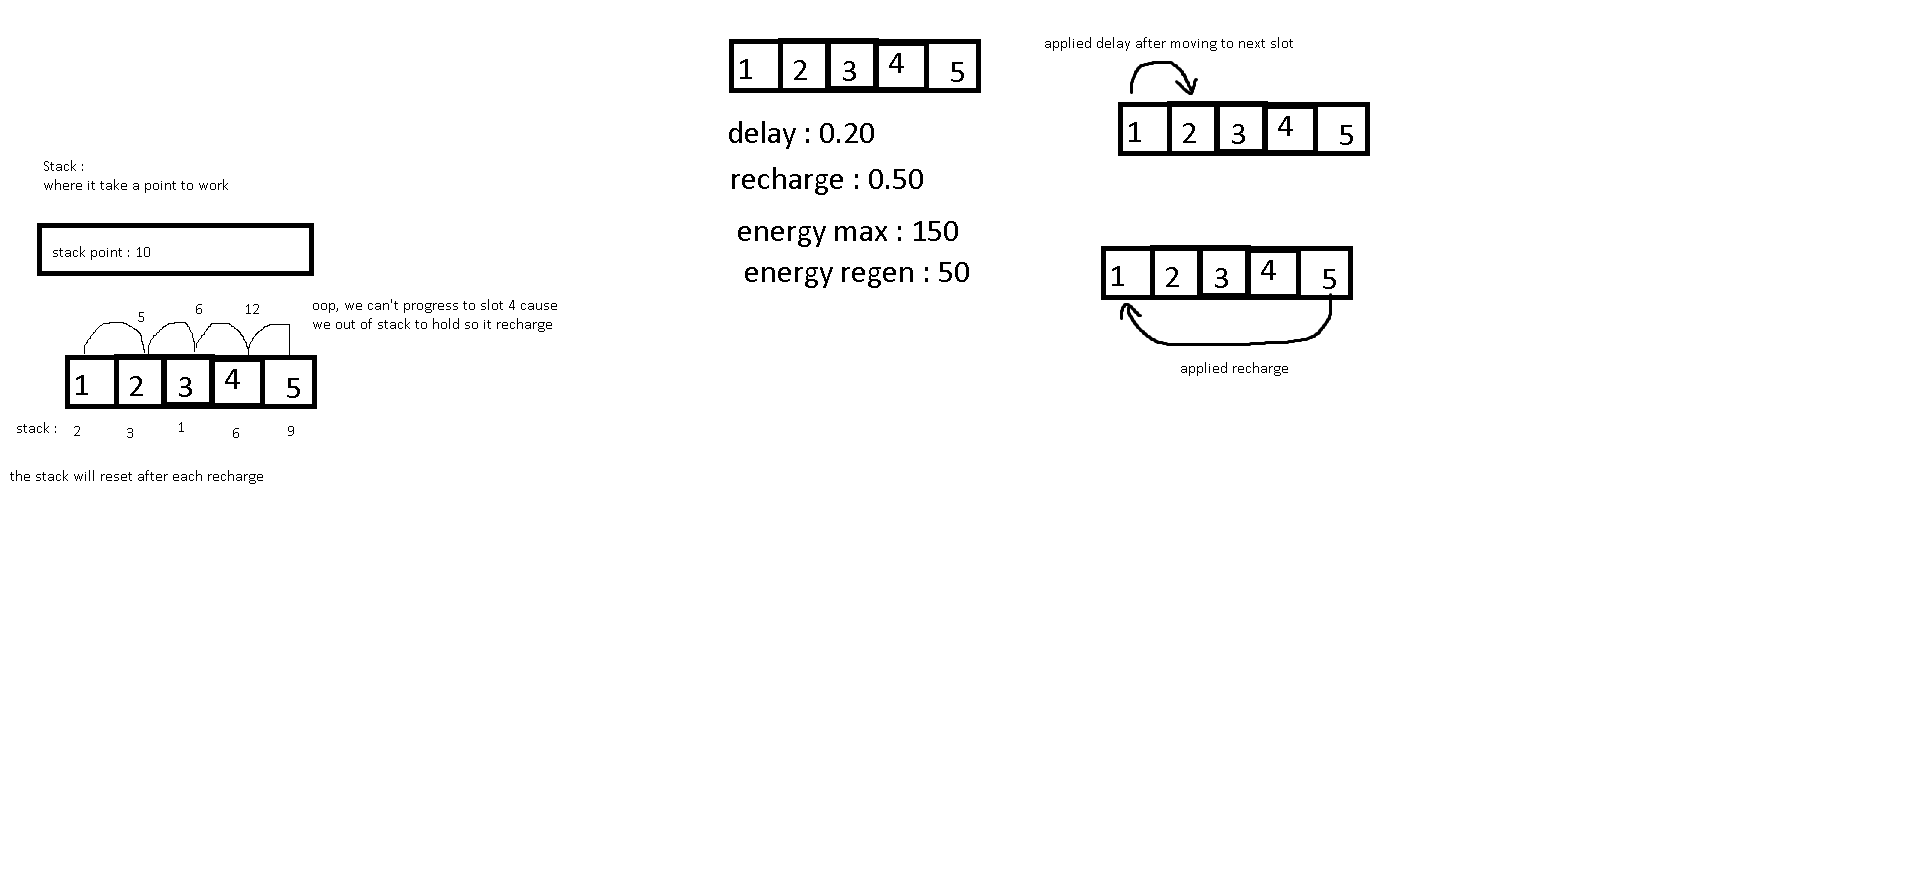 Stack :
where it take a point to work
stack point : 10
5
6
12
oop, we can't progress to slot 4 cause
we out of stack to hold so it recharge
1 2 3 4 5
stack : 2 3 1 6 9
the stack will reset after each recharge
1 2 3 4 5
delay : 0.20
recharge : 0.50
energy max : 150
energy regen : 50
applied delay after moving to next slot
1 2 3 4 5
1 2 3 4 5
applied recharge